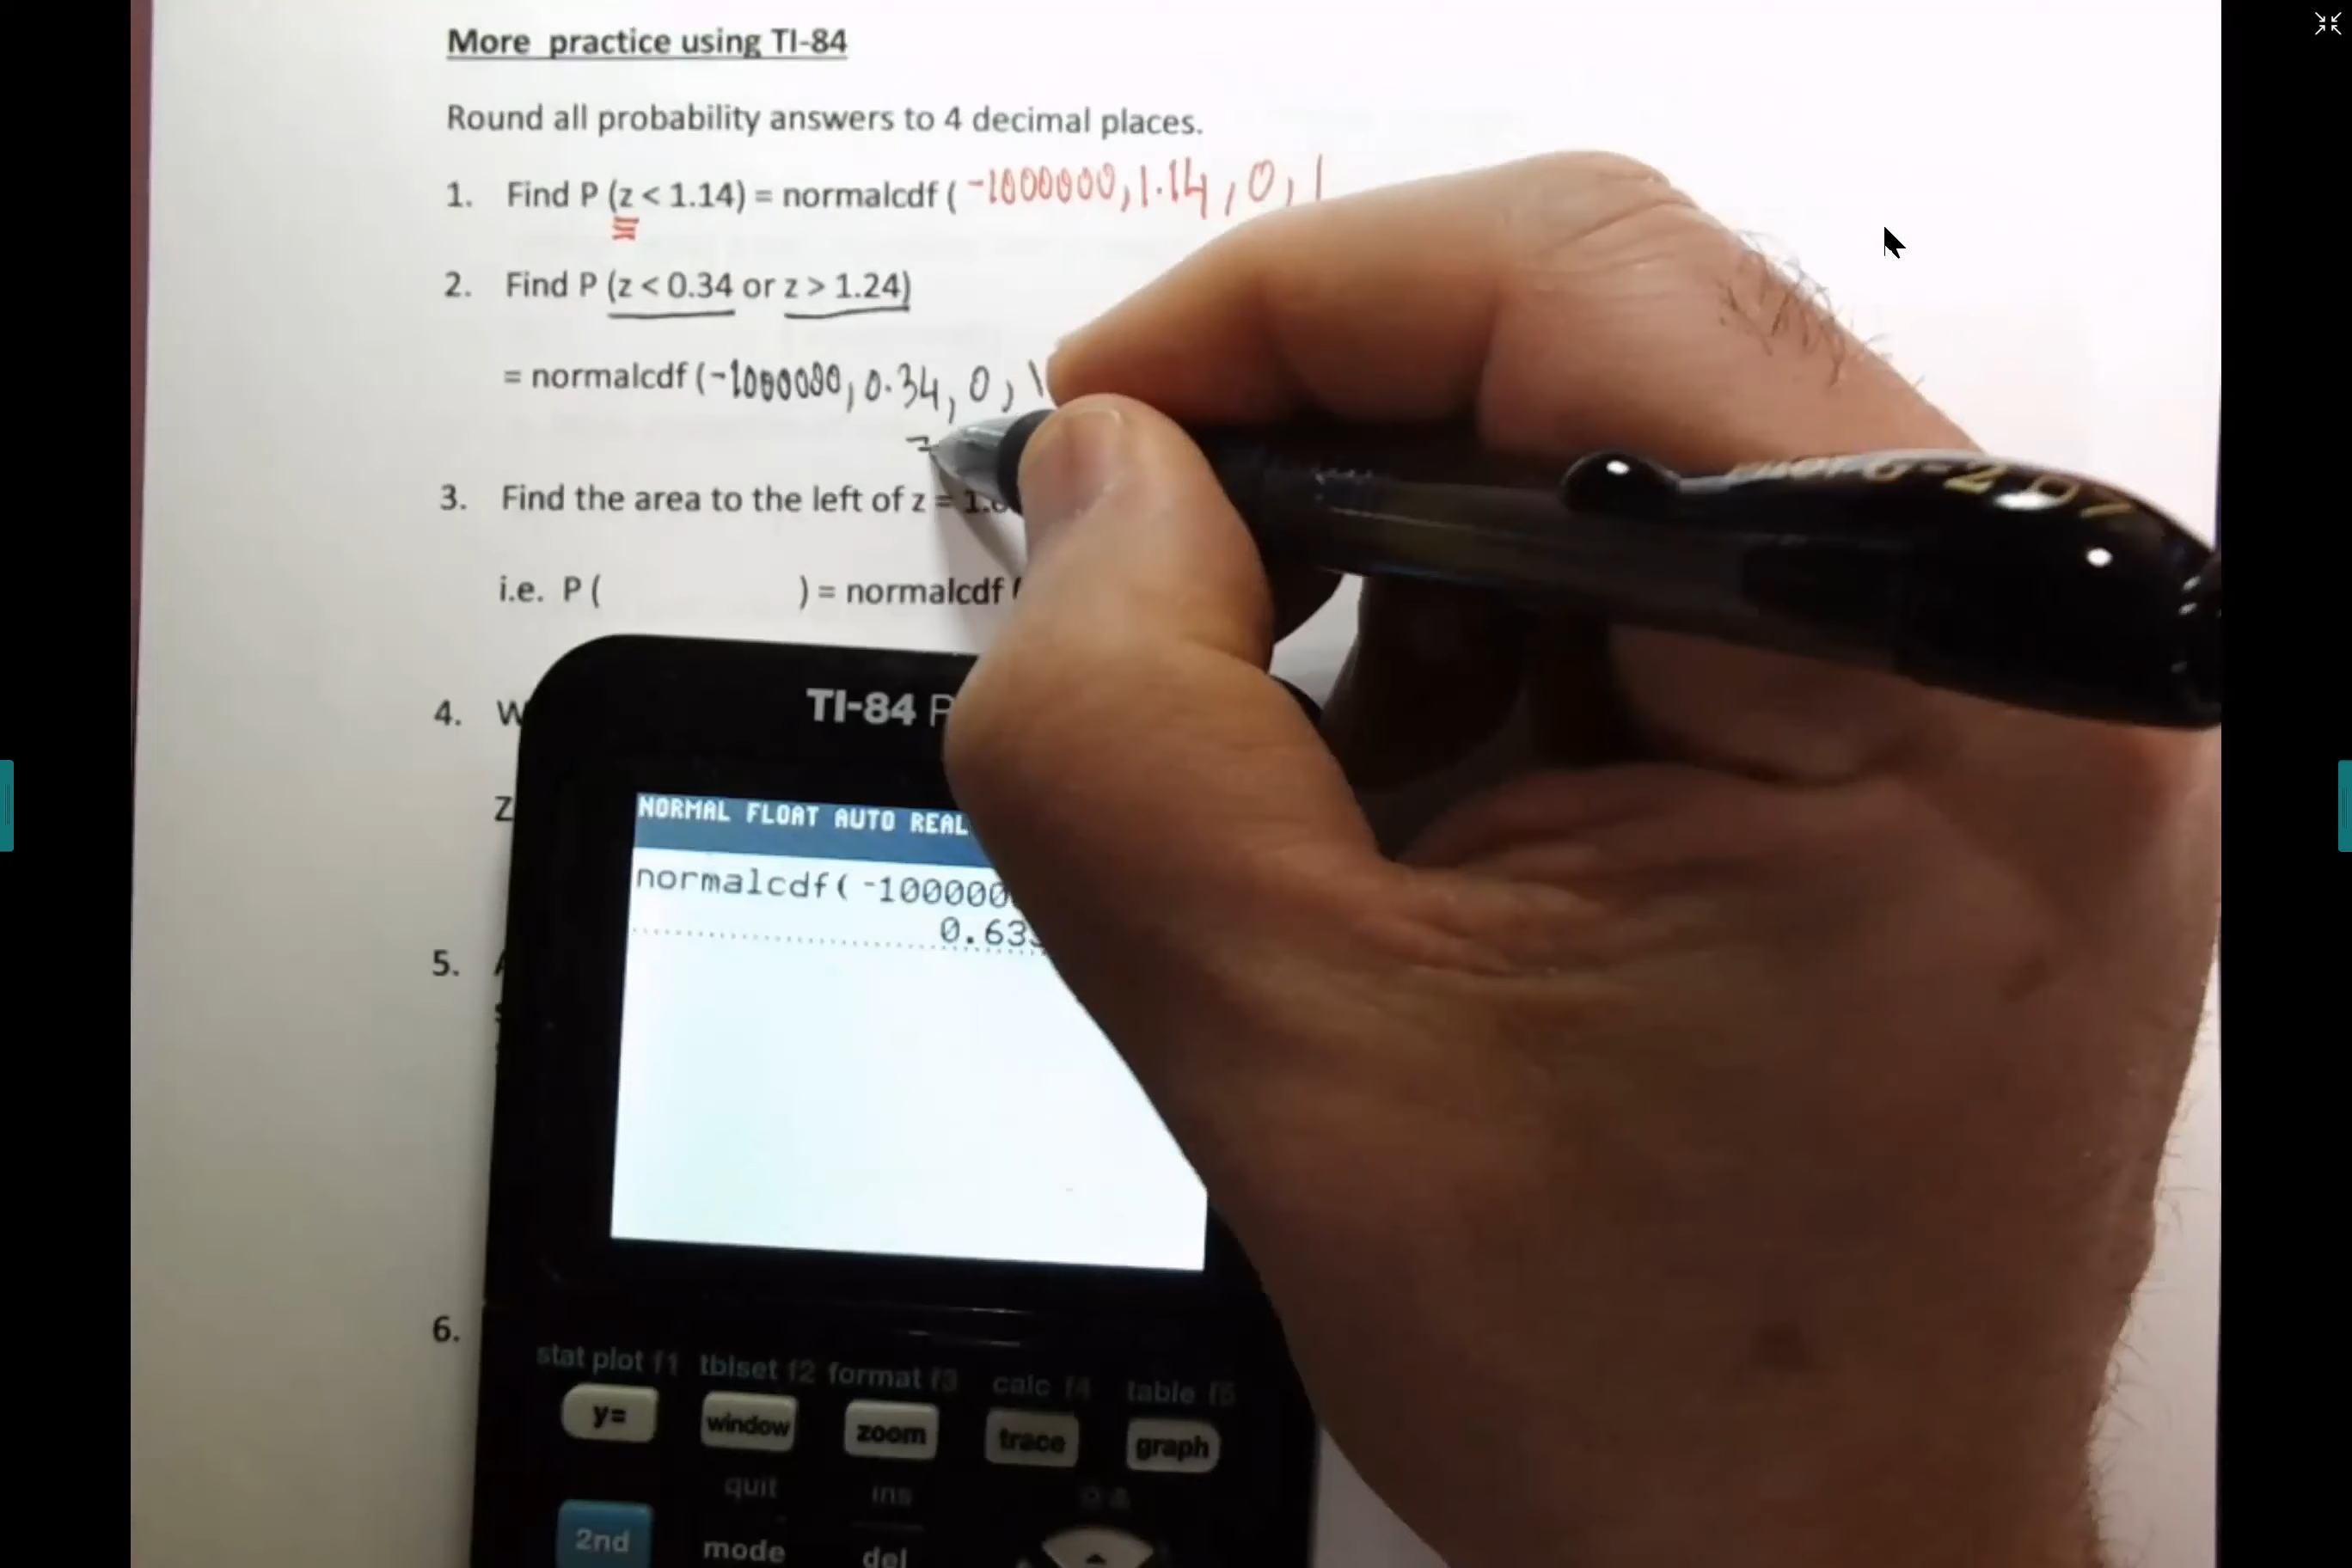 More practice using TI-84
Round all probability answers to 4 decimal places.
1. Find P (z < 1.14) = normalcdf ( -1000000, 1.14, 0, 1
2. Find P (z < 0.34 or z > 1.24)
= normalcdf (-1000000, 0.34, 0, 1
3. Find the area to the left of z = 1.
i.e. P ( ) = normalcdf (
4.
TI-84
NORMAL FLOAT AUTO REAL
normalcdf( -100000
0.63
5.
6.
stat plot f1 tblset f2 format f3 calc f4 table f5
y= window zoom trace graph
quit ins
2nd mode del